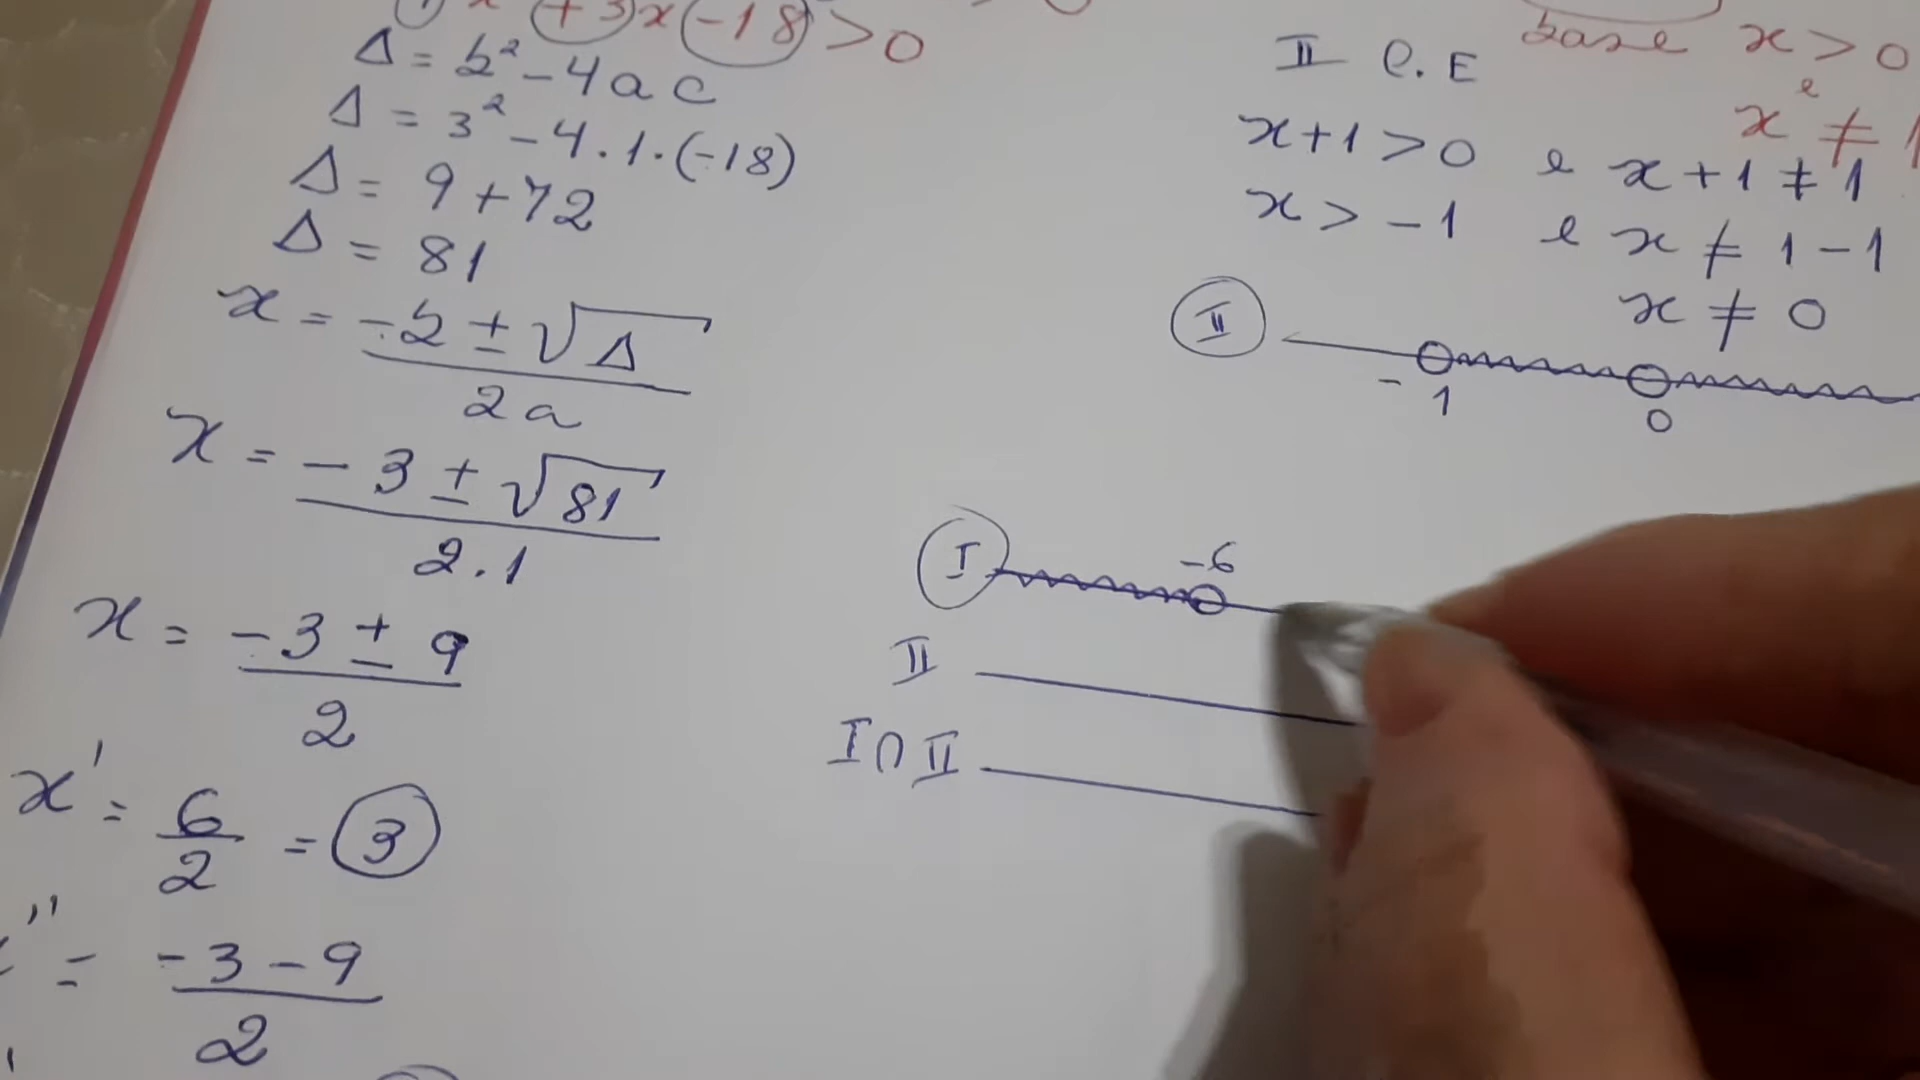 x² + 3x - 18 > 0
Δ = b² - 4ac
Δ = 3² - 4 . 1 . (-18)
Δ = 9 + 72
Δ = 81
x = -b ± √Δ / 2a
x = -3 ± √81 / 2.1
x = -3 ± 9 / 2
x' = 6/2 = 3
x'' = -3 - 9 / 2
base x > 0
e
x ≠ 1
II C.E
x + 1 > 0 e x + 1 ≠ 1
x > -1 e x ≠ 1 - 1
x ≠ 0
II
-1 0
I -6
II
I ∩ II